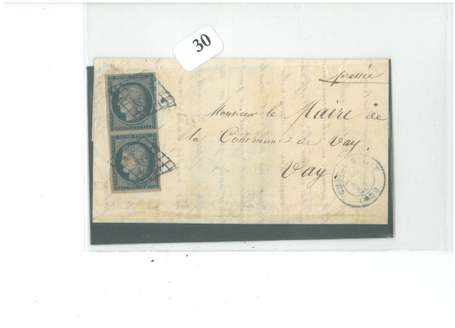 30
pressée
Monsieur le Maire de
la Commune de Vay.
Vay.